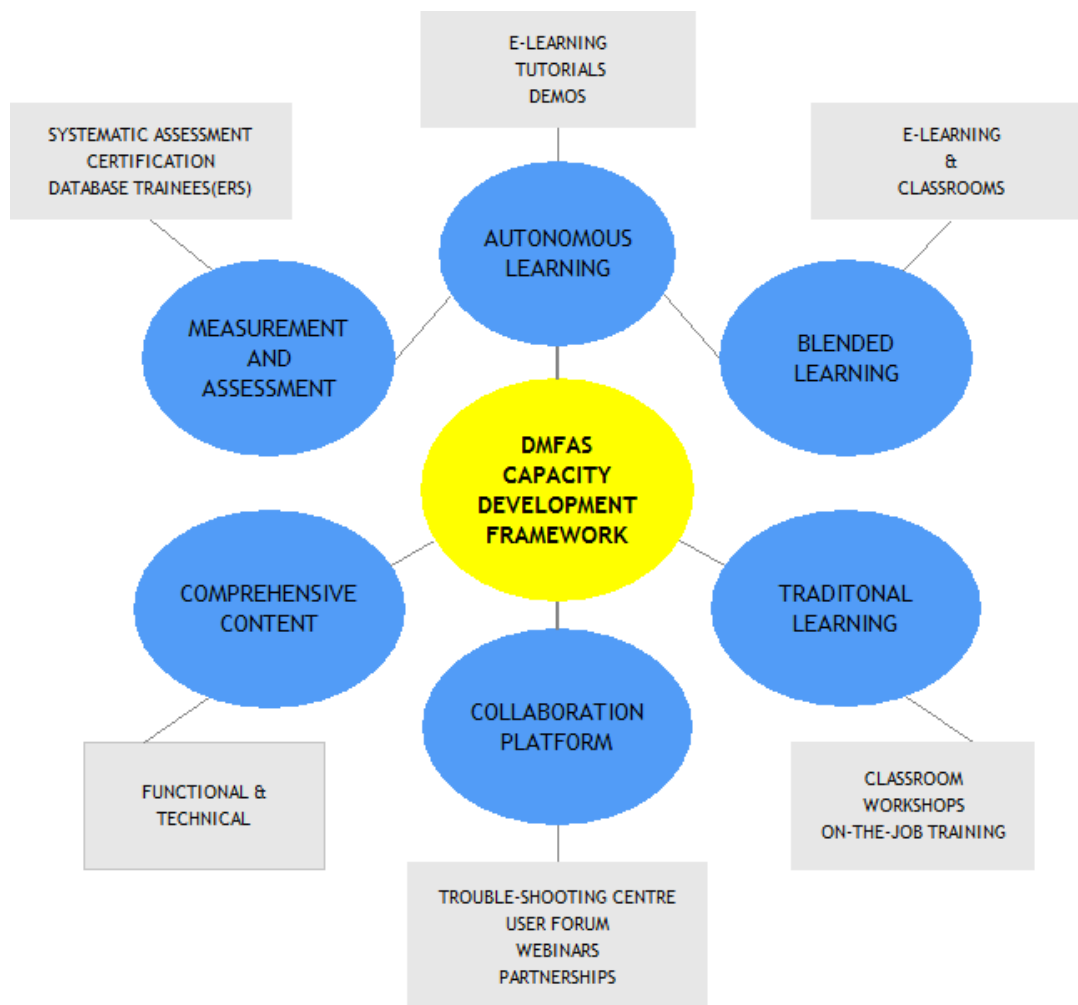 E-LEARNING
TUTORIALS
DEMOS
SYSTEMATIC ASSESSMENT
CERTIFICATION
DATABASE TRAINEES(ERS)
E-LEARNING
&
CLASSROOMS
AUTONOMOUS
LEARNING
MEASUREMENT
AND
ASSESSMENT
BLENDED
LEARNING
DMFAS
CAPACITY
DEVELOPMENT
FRAMEWORK
COMPREHENSIVE
CONTENT
TRADITONAL
LEARNING
COLLABORATION
PLATFORM
FUNCTIONAL &
TECHNICAL
CLASSROOM
WORKSHOPS
ON-THE-JOB TRAINING
TROUBLE-SHOOTING CENTRE
USER FORUM
WEBINARS
PARTNERSHIPS